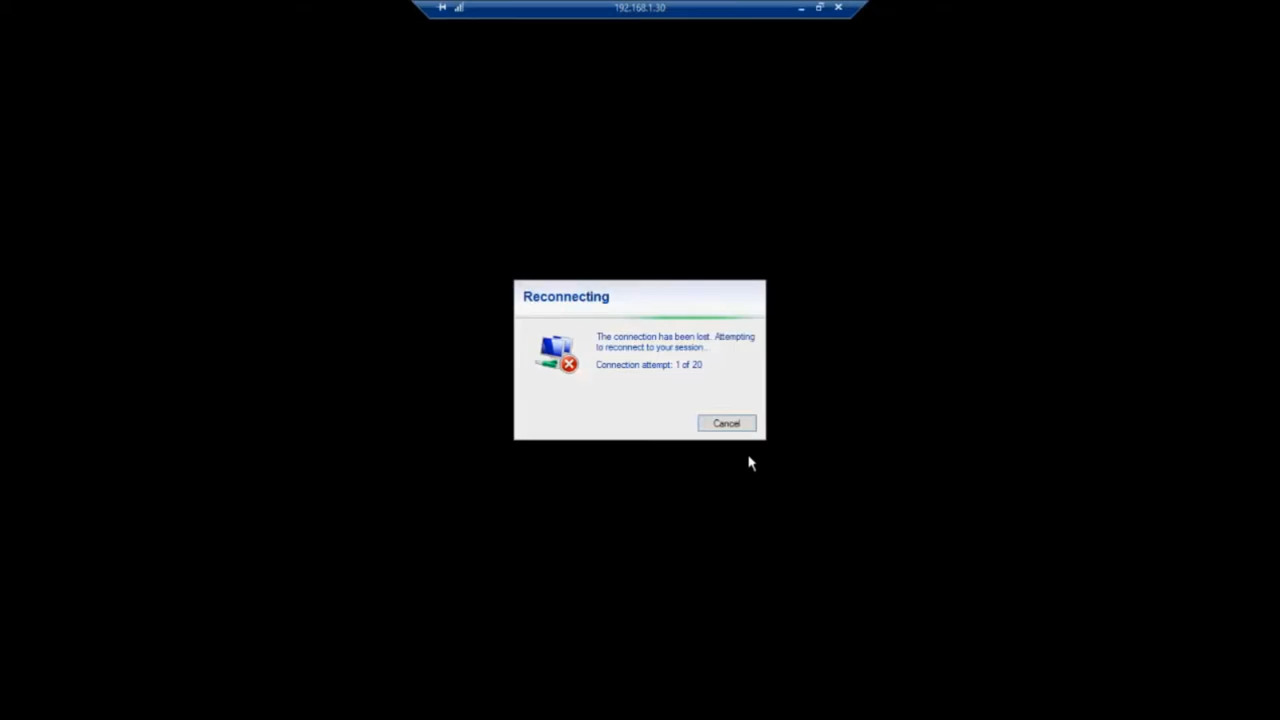 192.168.1.30
Reconnecting
The connection has been lost. Attempting
to reconnect to your session...
Connection attempt: 1 of 20
Cancel